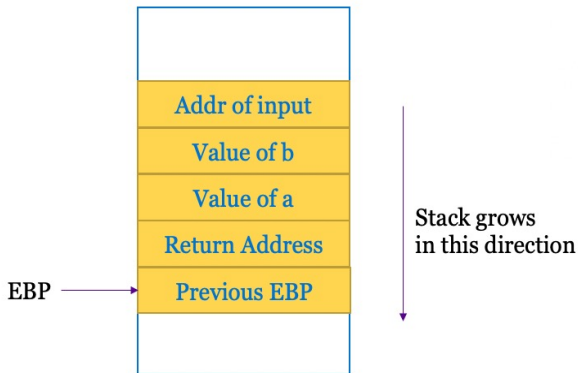 Addr of input
Value of b
Value of a
Return Address
Previous EBP
EBP
Stack grows
in this direction